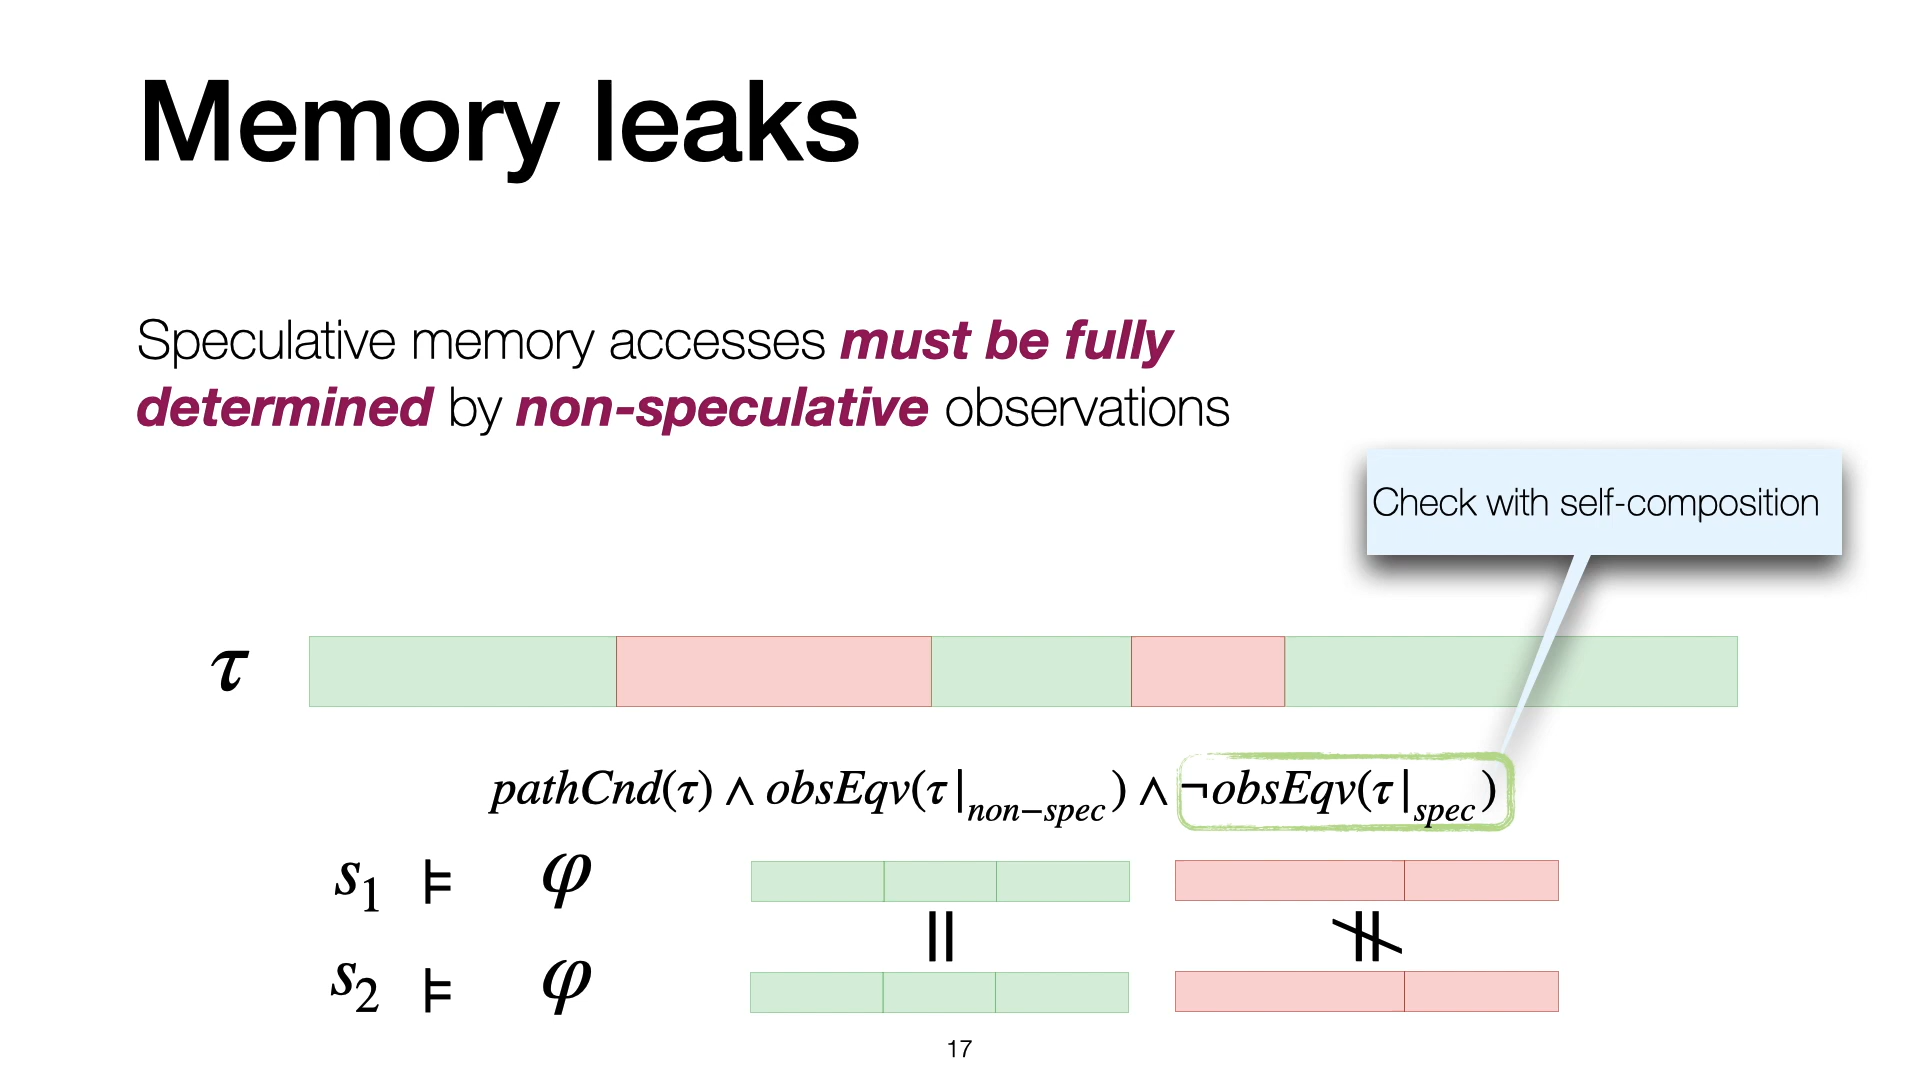 Memory leaks
Speculative memory accesses must be fully
determined by non-speculative observations
Check with self-composition
τ
pathCnd(τ) ∧ obsEqv(τ|non−spec) ∧ ¬obsEqv(τ|spec)
s1 ⊨ φ
=
≠
s2 ⊨ φ
17